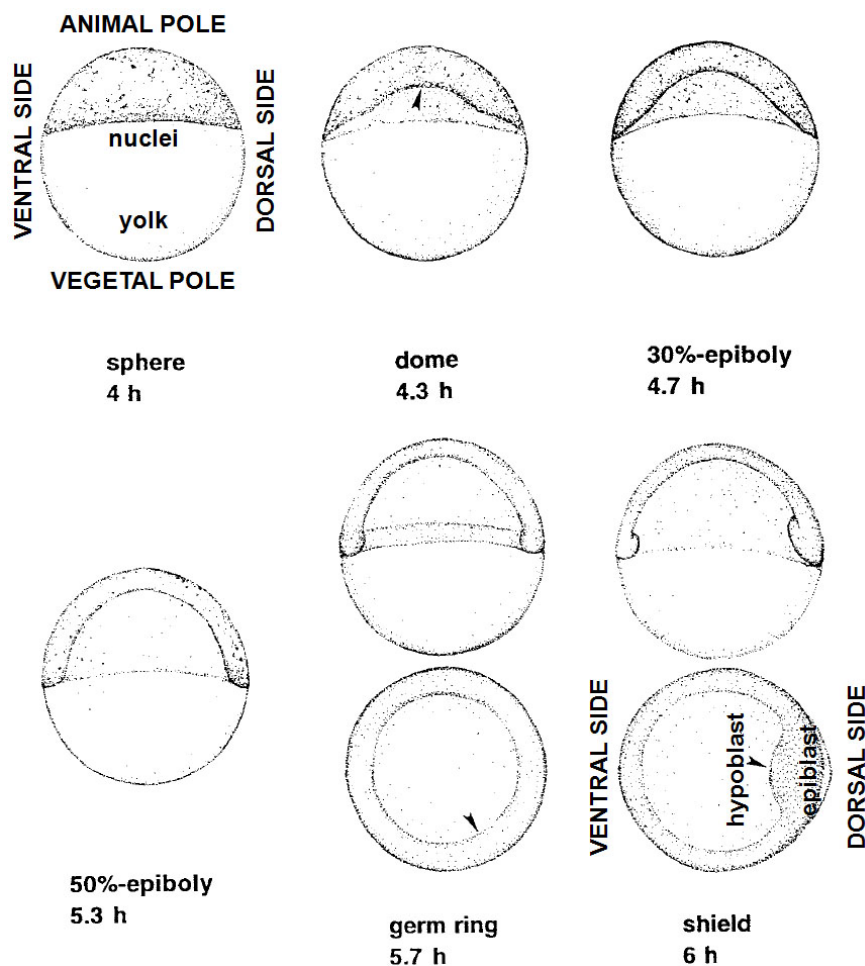 ANIMAL POLE
VENTRAL SIDE
DORSAL SIDE
nuclei
yolk
VEGETAL POLE
sphere
4 h
dome
4.3 h
30%-epiboly
4.7 h
50%-epiboly
5.3 h
germ ring
5.7 h
VENTRAL SIDE
hypoblast
epiblast
DORSAL SIDE
shield
6 h